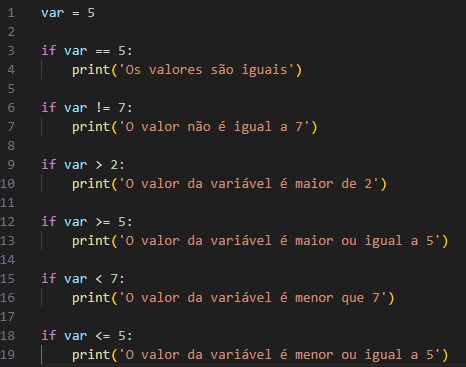 1 var = 5
2
3 if var == 5:
4 print('Os valores são iguais')
5
6 if var != 7:
7 print('O valor não é igual a 7')
8
9 if var > 2:
10 print('O valor da variável é maior de 2')
11
12 if var >= 5:
13 print('O valor da variável é maior ou igual a 5')
14
15 if var < 7:
16 print('O valor da variável é menor que 7')
17
18 if var <= 5:
19 print('O valor da variável é menor ou igual a 5')